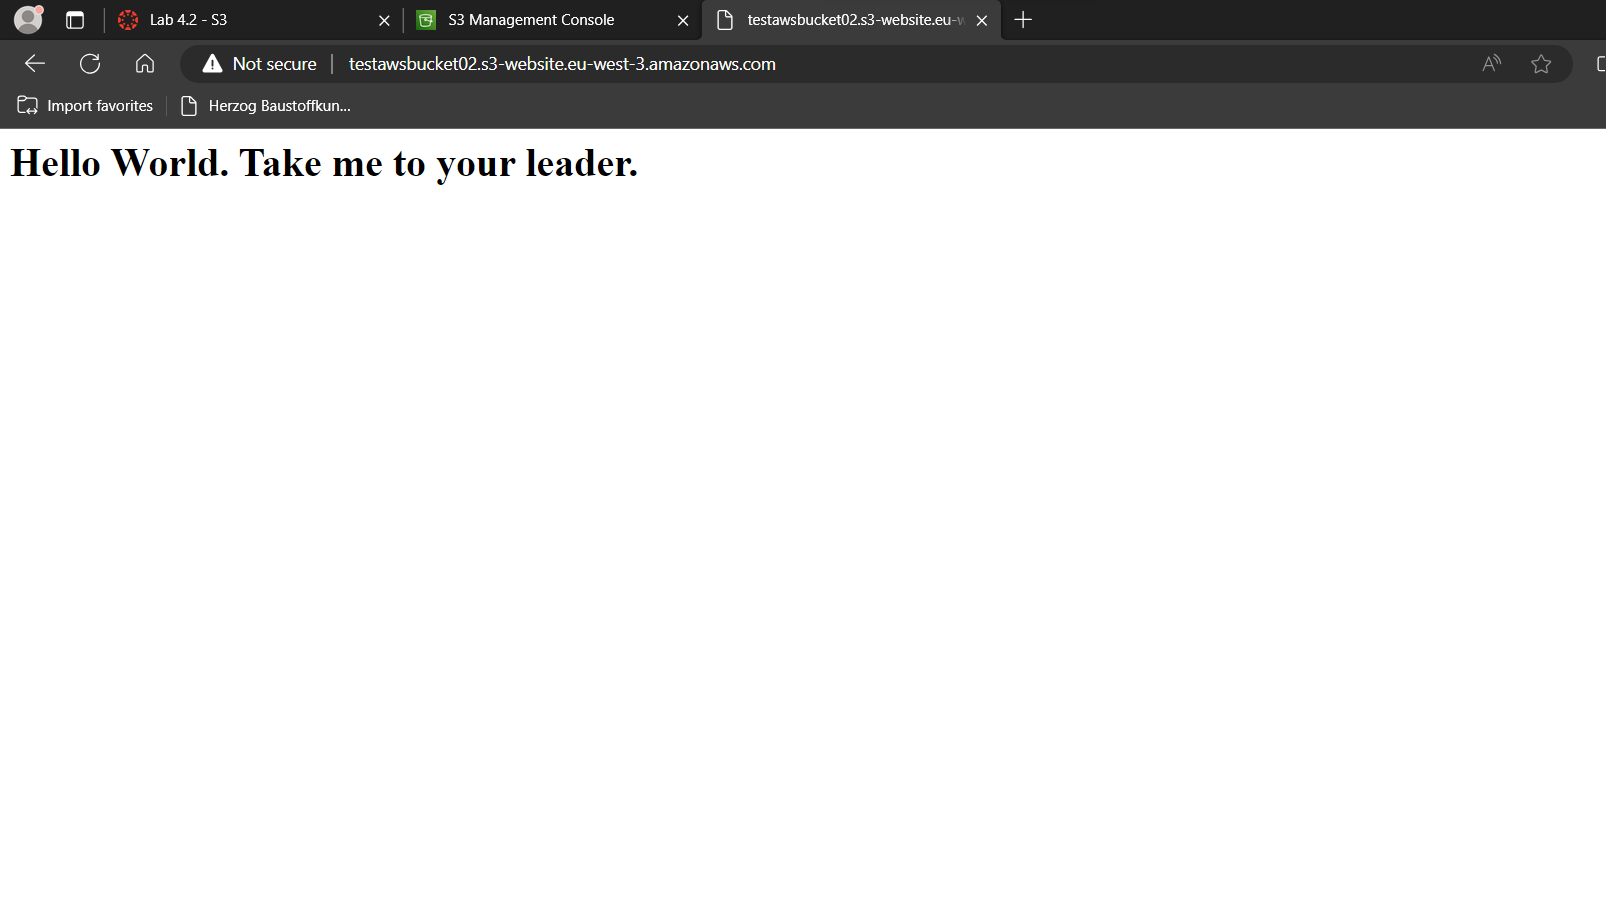 Lab 4.2 - S3
S3 Management Console
testawsbucket02.s3-website.eu-w
Not secure
testawsbucket02.s3-website.eu-west-3.amazonaws.com
Import favorites
Herzog Baustoffkun...
Hello World. Take me to your leader.